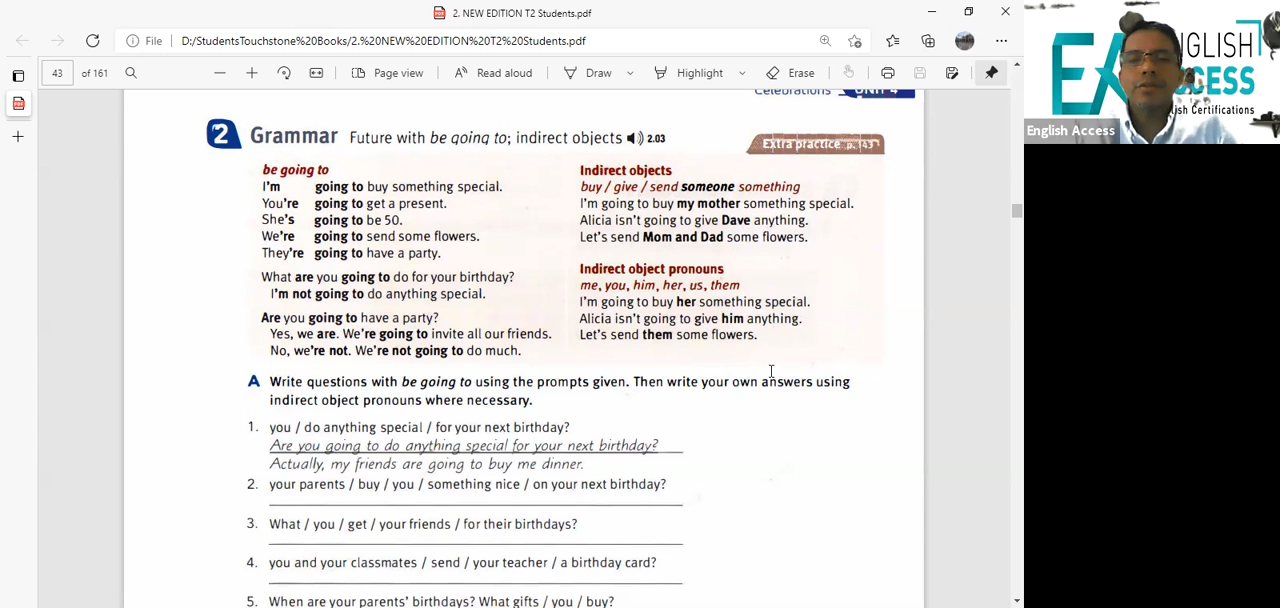 2. NEW EDITION T2 Students.pdf
File D:/StudentsTouchstone%20Books/2.%20NEW%20EDITION%20T2%20Students.pdf
43 of 161 Page view Read aloud Draw Highlight Erase
Celebrations UNIT 4
2 Grammar Future with be going to; indirect objects 2.03
Extra practice p. 143
be going to
I'm going to buy something special.
You're going to get a present.
She's going to be 50.
We're going to send some flowers.
They're going to have a party.
What are you going to do for your birthday?
I'm not going to do anything special.
Are you going to have a party?
Yes, we are. We're going to invite all our friends.
No, we're not. We're not going to do much.
Indirect objects
buy / give / send someone something
I'm going to buy my mother something special.
Alicia isn't going to give Dave anything.
Let's send Mom and Dad some flowers.
Indirect object pronouns
me, you, him, her, us, them
I'm going to buy her something special.
Alicia isn't going to give him anything.
Let's send them some flowers.
A Write questions with be going to using the prompts given. Then write your own answers using
indirect object pronouns where necessary.
1. you / do anything special / for your next birthday?
Are you going to do anything special for your next birthday?
Actually, my friends are going to buy me dinner.
2. your parents / buy / you / something nice / on your next birthday?
3. What / you / get / your friends / for their birthdays?
4. you and your classmates / send / your teacher / a birthday card?
5. When are your parents' birthdays? What gifts / you / buy?
English Access